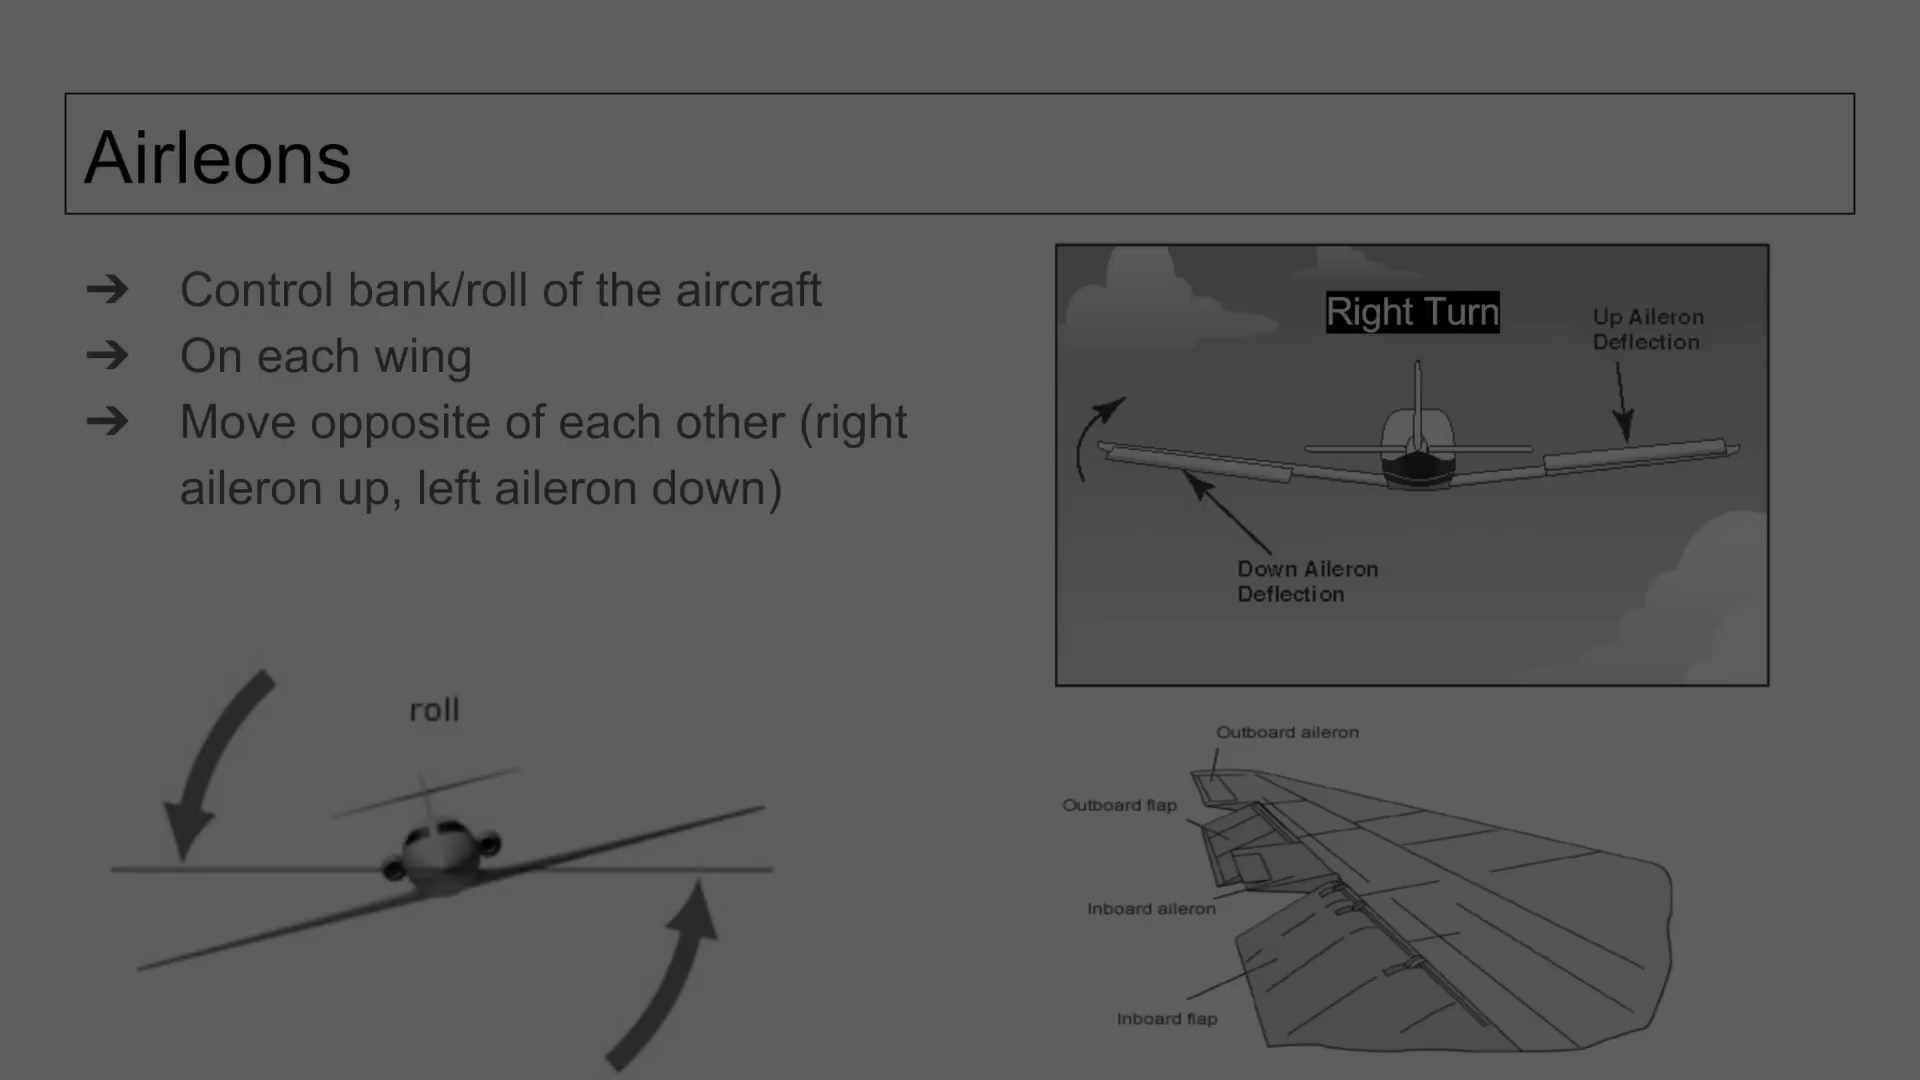 Airleons
➔ Control bank/roll of the aircraft
➔ On each wing
➔ Move opposite of each other (right
aileron up, left aileron down)
Right Turn
Up Aileron
Deflection
Down Aileron
Deflection
roll
Outboard aileron
Outboard flap
Inboard aileron
Inboard flap